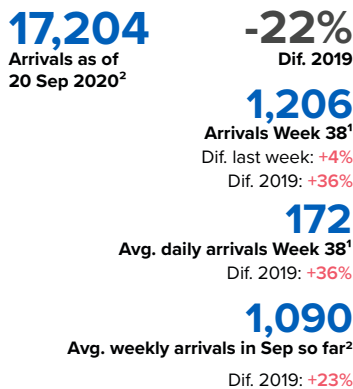 17,204
Arrivals as of
20 Sep 2020²
-22%
Dif. 2019
1,206
Arrivals Week 38¹
Dif. last week: +4%
Dif. 2019: +36%
172
Avg. daily arrivals Week 38¹
Dif. 2019: +36%
1,090
Avg. weekly arrivals in Sep so far²
Dif. 2019: +23%